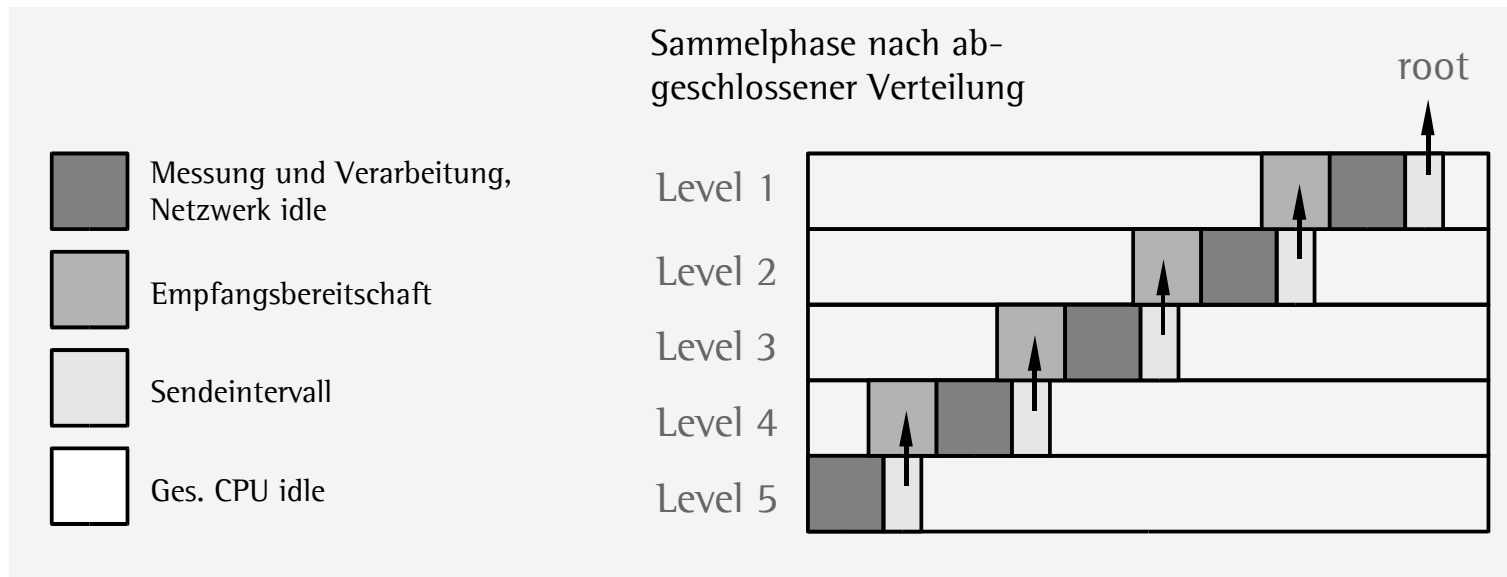 Sammelphase nach ab-
geschlossener Verteilung
root
Messung und Verarbeitung,
Netzwerk idle
Empfangsbereitschaft
Sendeintervall
Ges. CPU idle
Level 1
Level 2
Level 3
Level 4
Level 5